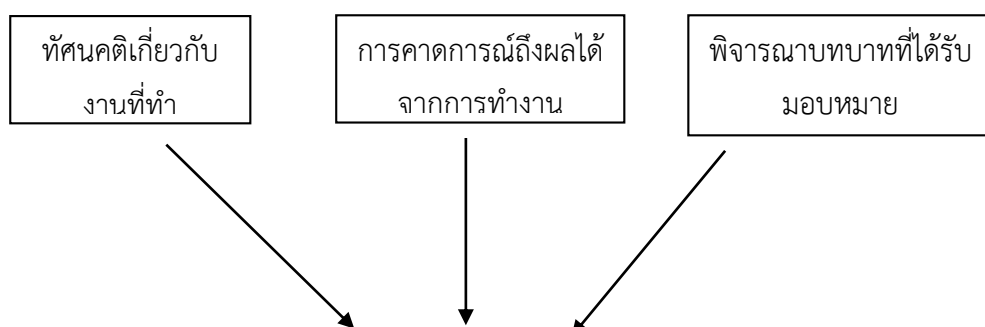 ทัศนคติเกี่ยวกับ
งานที่ทำ
การคาดการณ์ถึงผลได้
จากการทำงาน
พิจารณาบทบาทที่ได้รับ
มอบหมาย